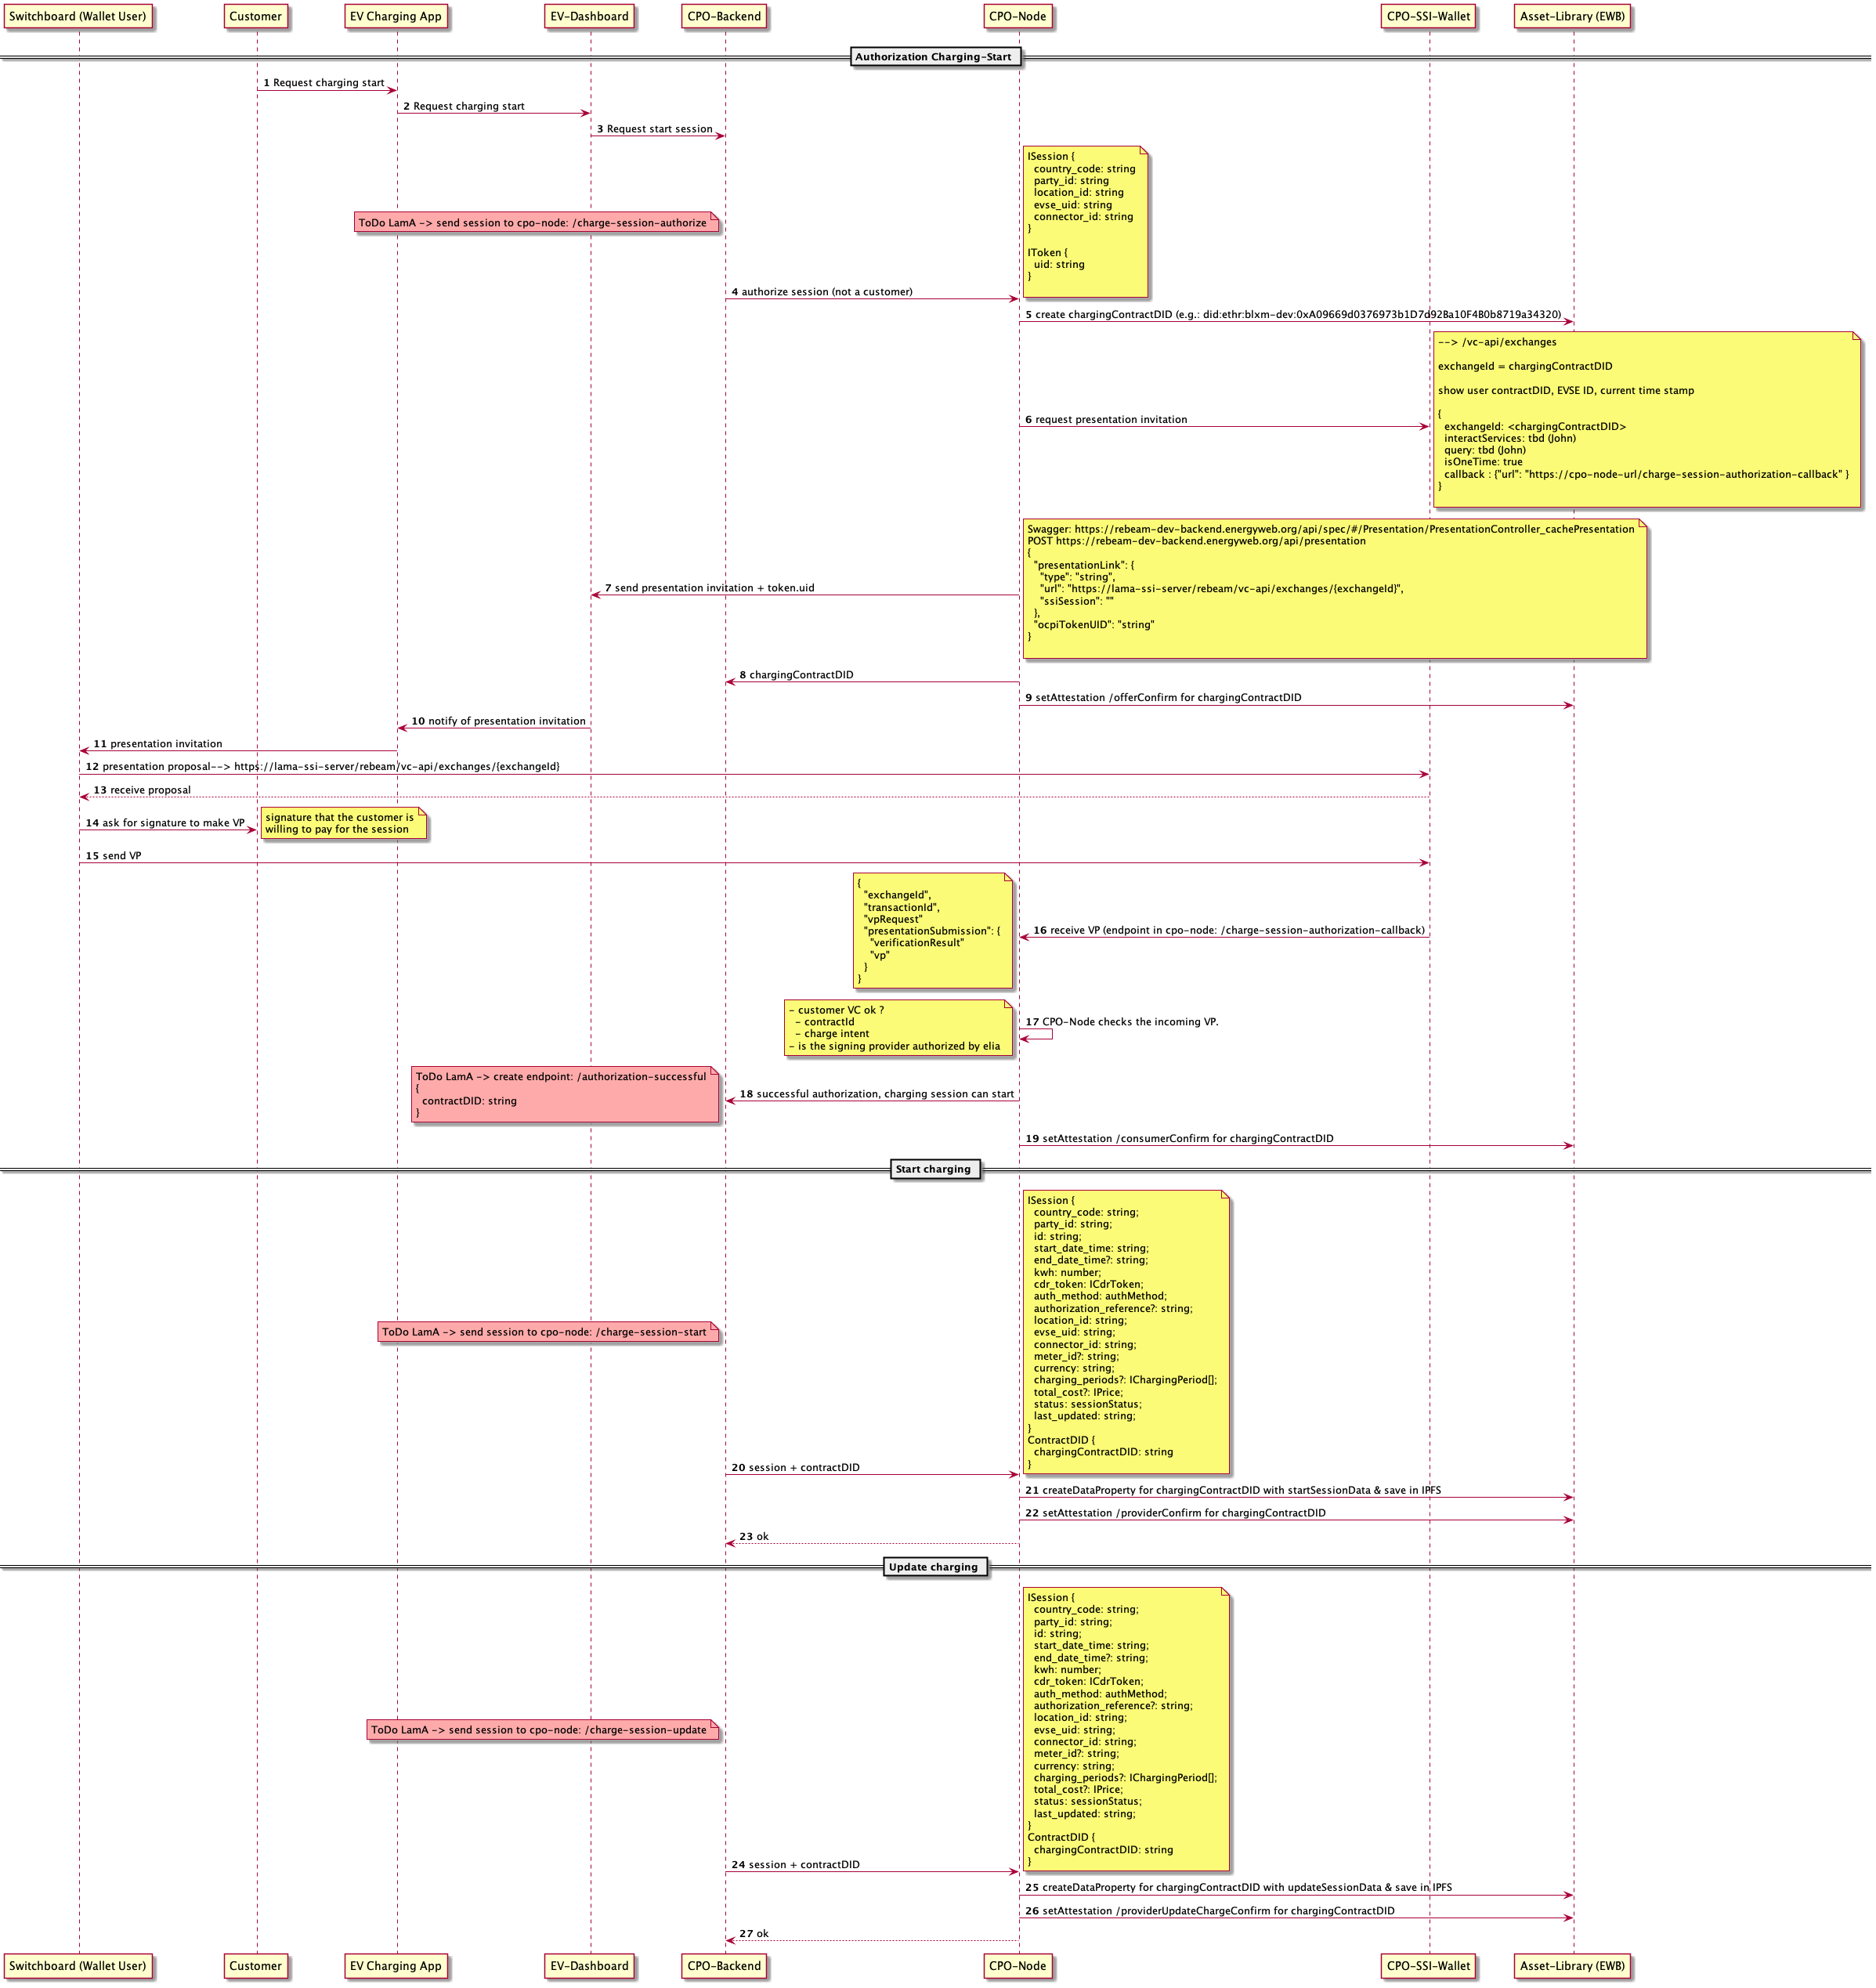 Switchboard (Wallet User)
Customer
EV Charging App
EV-Dashboard
CPO-Backend
CPO-Node
CPO-SSI-Wallet
Asset-Library (EWB)
Authorization Charging-Start
1 Request charging start
2 Request charging start
3 Request start session
ISession {
country_code: string
party_id: string
location_id: string
evse_uid: string
connector_id: string
}
IToken {
uid: string
}
ToDo LamA -> send session to cpo-node: /charge-session-authorize
4 authorize session (not a customer)
5 create chargingContractDID (e.g.: did:ethr:blxm-dev:0xA09669d0376973b1D7d92Ba10F4B0b8719a34320)
--> /vc-api/exchanges
exchangeId = chargingContractDID
show user contractDID, EVSE ID, current time stamp
{
exchangeId: <chargingContractDID>
interactServices: tbd (John)
query: tbd (John)
isOneTime: true
callback : {"url": "https://cpo-node-url/charge-session-authorization-callback" }
}
6 request presentation invitation
Swagger: https://rebeam-dev-backend.energyweb.org/api/spec/#/Presentation/PresentationController_cachePresentation
POST https://rebeam-dev-backend.energyweb.org/api/presentation
{
"presentationLink": {
"type": "string",
"url": "https://lama-ssi-server/rebeam/vc-api/exchanges/{exchangeId}",
"ssiSession": ""
},
"ocpiTokenUID": "string"
}
7 send presentation invitation + token.uid
8 chargingContractDID
9 setAttestation /offerConfirm for chargingContractDID
10 notify of presentation invitation
11 presentation invitation
12 presentation proposal--> https://lama-ssi-server/rebeam/vc-api/exchanges/{exchangeId}
13 receive proposal
14 ask for signature to make VP
signature that the customer is
willing to pay for the session
15 send VP
{
"exchangeId",
"transactionId",
"vpRequest"
"presentationSubmission": {
"verificationResult"
"vp"
}
}
16 receive VP (endpoint in cpo-node: /charge-session-authorization-callback)
- customer VC ok ?
- contractId
- charge intent
- is the signing provider authorized by elia
17 CPO-Node checks the incoming VP.
ToDo LamA -> create endpoint: /authorization-successful
{
contractDID: string
}
18 successful authorization, charging session can start
19 setAttestation /consumerConfirm for chargingContractDID
Start charging
ISession {
country_code: string;
party_id: string;
id: string;
start_date_time: string;
end_date_time?: string;
kwh: number;
cdr_token: ICdrToken;
auth_method: authMethod;
authorization_reference?: string;
location_id: string;
evse_uid: string;
connector_id: string;
meter_id?: string;
currency: string;
charging_periods?: IChargingPeriod[];
total_cost?: IPrice;
status: sessionStatus;
last_updated: string;
}
ContractDID {
chargingContractDID: string
}
ToDo LamA -> send session to cpo-node: /charge-session-start
20 session + contractDID
21 createDataProperty for chargingContractDID with startSessionData & save in IPFS
22 setAttestation /providerConfirm for chargingContractDID
23 ok
Update charging
ISession {
country_code: string;
party_id: string;
id: string;
start_date_time: string;
end_date_time?: string;
kwh: number;
cdr_token: ICdrToken;
auth_method: authMethod;
authorization_reference?: string;
location_id: string;
evse_uid: string;
connector_id: string;
meter_id?: string;
currency: string;
charging_periods?: IChargingPeriod[];
total_cost?: IPrice;
status: sessionStatus;
last_updated: string;
}
ContractDID {
chargingContractDID: string
}
ToDo LamA -> send session to cpo-node: /charge-session-update
24 session + contractDID
25 createDataProperty for chargingContractDID with updateSessionData & save in IPFS
26 setAttestation /providerUpdateChargeConfirm for chargingContractDID
27 ok
Switchboard (Wallet User)
Customer
EV Charging App
EV-Dashboard
CPO-Backend
CPO-Node
CPO-SSI-Wallet
Asset-Library (EWB)